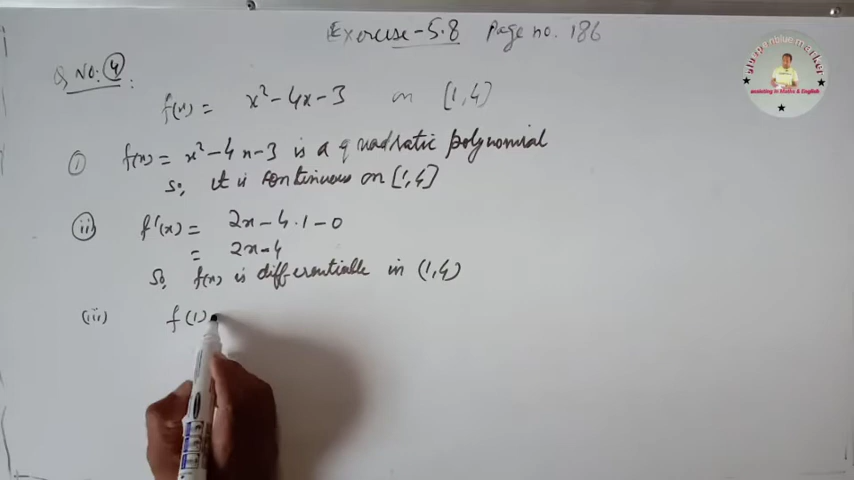 Exercise-5.8 Page no. 186
Q No: 4
f(x) = x² - 4x - 3 on [1,4]
(i) f(x) = x² - 4x - 3 is a quadratic polynomial
So, it is continuous on [1,4]
(ii) f'(x) = 2x - 4.1 - 0
= 2x - 4
So, f(x) is differentiable in (1,4)
(iii) f(1)